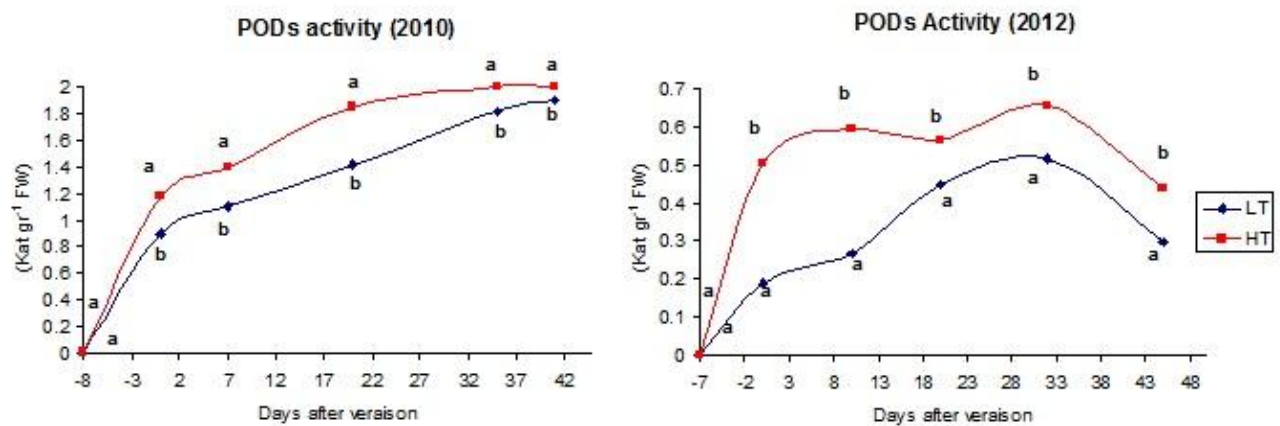 PODs activity (2010)
(Kat gr⁻¹ FW)
2
1.8
1.6
1.4
1.2
1
0.8
0.6
0.4
0.2
0
a a a a a a
a b b b b b
-8 -3 2 7 12 17 22 27 32 37 42
Days after veraison
PODs Activity (2012)
(Kat gr⁻¹ FW)
0.7
0.6
0.5
0.4
0.3
0.2
0.1
0
a b b b b b
a a a a a a
-7 -2 3 8 13 18 23 28 33 38 43 48
Days after veraison
LT
HT